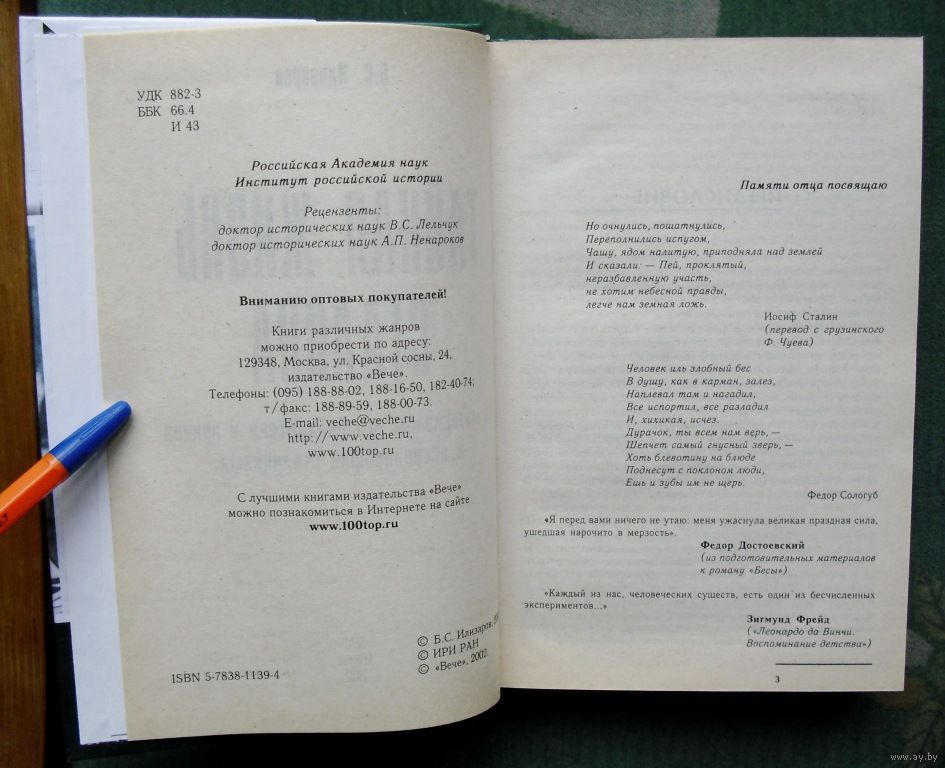 УДК 882-3
ББК 66.4
И 43
Российская Академия наук
Институт российской истории
Рецензенты:
доктор исторических наук В.С. Лельчук
доктор исторических наук А.П. Ненароков
Вниманию оптовых покупателей!
Книги различных жанров
можно приобрести по адресу:
129348, Москва, ул. Красной сосны, 24,
издательство «Вече».
Телефоны: (095) 188-88-02, 188-16-50, 182-40-74;
т/факс: 188-89-59, 188-00-73.
E-mail: veche@veche.ru
http://www.veche.ru,
www.100top.ru
С лучшими книгами издательства «Вече»
можно познакомиться в Интернете на сайте
www.100top.ru
© Б.С. Илизаров,
© ИРИ РАН
© «Вече», 2002.
ISBN 5-7838-1139-4
Памяти отца посвящаю
Но очнулись, пошатнулись,
Переполнились испугом,
Чашу, ядом налитую, приподняла над землей
И сказали: — Пей, проклятый,
неразбавленную участь,
не хотим небесной правды,
легче нам земная ложь.
Иосиф Сталин
(перевод с грузинского
Ф. Чуева)
Человек иль злобный бес
В душу, как в карман, залез,
Наплевал там и нагадил,
Все испортил, все разладил
И, хихикая, исчез.
Дурачок, ты всем нам верь, —
Шепчет самый гнусный зверь, —
Хоть блевотину на блюде
Поднесут с поклоном люди,
Ешь и зубы им не щерь.
Федор Сологуб
«Я перед вами ничего не утаю: меня ужаснула великая праздная сила,
ушедшая нарочито в мерзость».
Федор Достоевский
(из подготовительных материалов
к роману «Бесы»)
«Каждый из нас, человеческих существ, есть один из бесчисленных
экспериментов...»
Зигмунд Фрейд
(«Леонардо да Винчи.
Воспоминание детства»)
3
www.ay.by